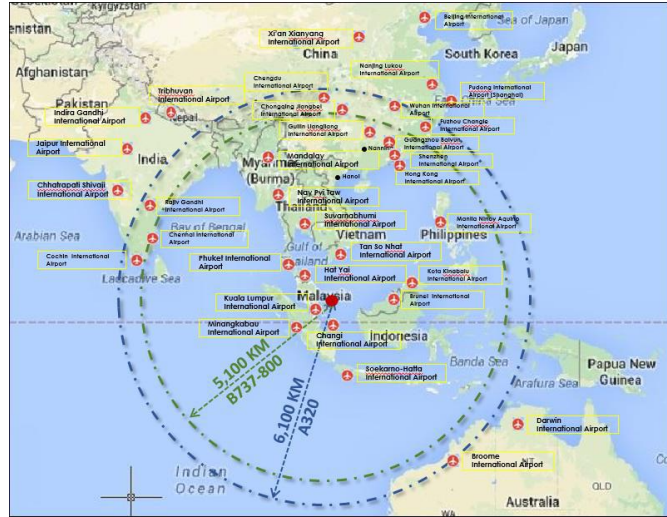 Kyrgyzstan
enistan
Beijing International
Airport
Sea of Japan
Xi'an Xianyang
International Airport
China
South Korea
Japan
Afghanistan
Nanjing Lukou
International Airport
Chengdu
International Airport
Pudong International
Airport (Shanghai)
Pakistan
Tribhuvan
International Airport
Indira Gandhi
International Airport
Nepal
Chongqing Jiangbei
International Airport
Wuhan International
Airport
Guilin Liangjiang
International Airport
Fuzhou Changle
International Airport
Jaipur International
Airport
India
Nanning
Guangzhou Baiyun
International Airport
Shenzhen
International Airport
Myanmar
(Burma)
Mandalay
International Airport
Hanoi
Hong Kong
International Airport
Chhatrapati Shivaji
International Airport
Nay Pyi Taw
International Airport
Thailand
Rajiv Gandhi
International Airport
Suvarnabhumi
International Airport
Manila Ninoy Aquino
International Airport
Bay of Bengal
Vietnam
Philippines
Arabian Sea
Chennai International
Airport
Gulf of
Thailand
Tan So Nhat
International Airport
Cochin International
Airport
Phuket International
Airport
Laccadive Sea
Hat Yai
International Airport
Kota Kinabalu
International Airport
Malaysia
Kuala Lumpur
International Airport
Brunei International
Airport
Minangkabau
International Airport
Changi
International Airport
Indonesia
5,100 KM
B737-800
6,100 KM
A320
Banda Sea
Papua New
Guinea
Soekarno-Hatta
International Airport
Arafura Sea
Darwin
International Airport
Broome
International Airport
NT
Indian
Ocean
QLD
Australia
WA